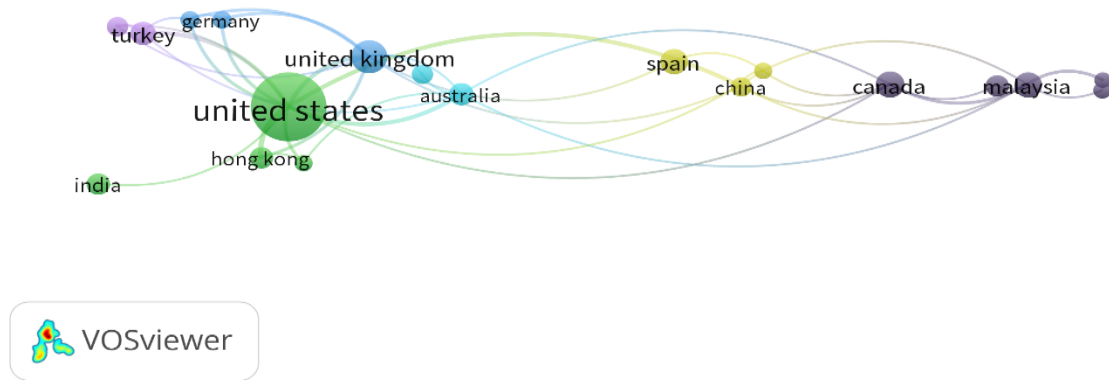 germany
turkey
united kingdom
spain
australia
china
canada
malaysia
united states
hong kong
india
VOSviewer